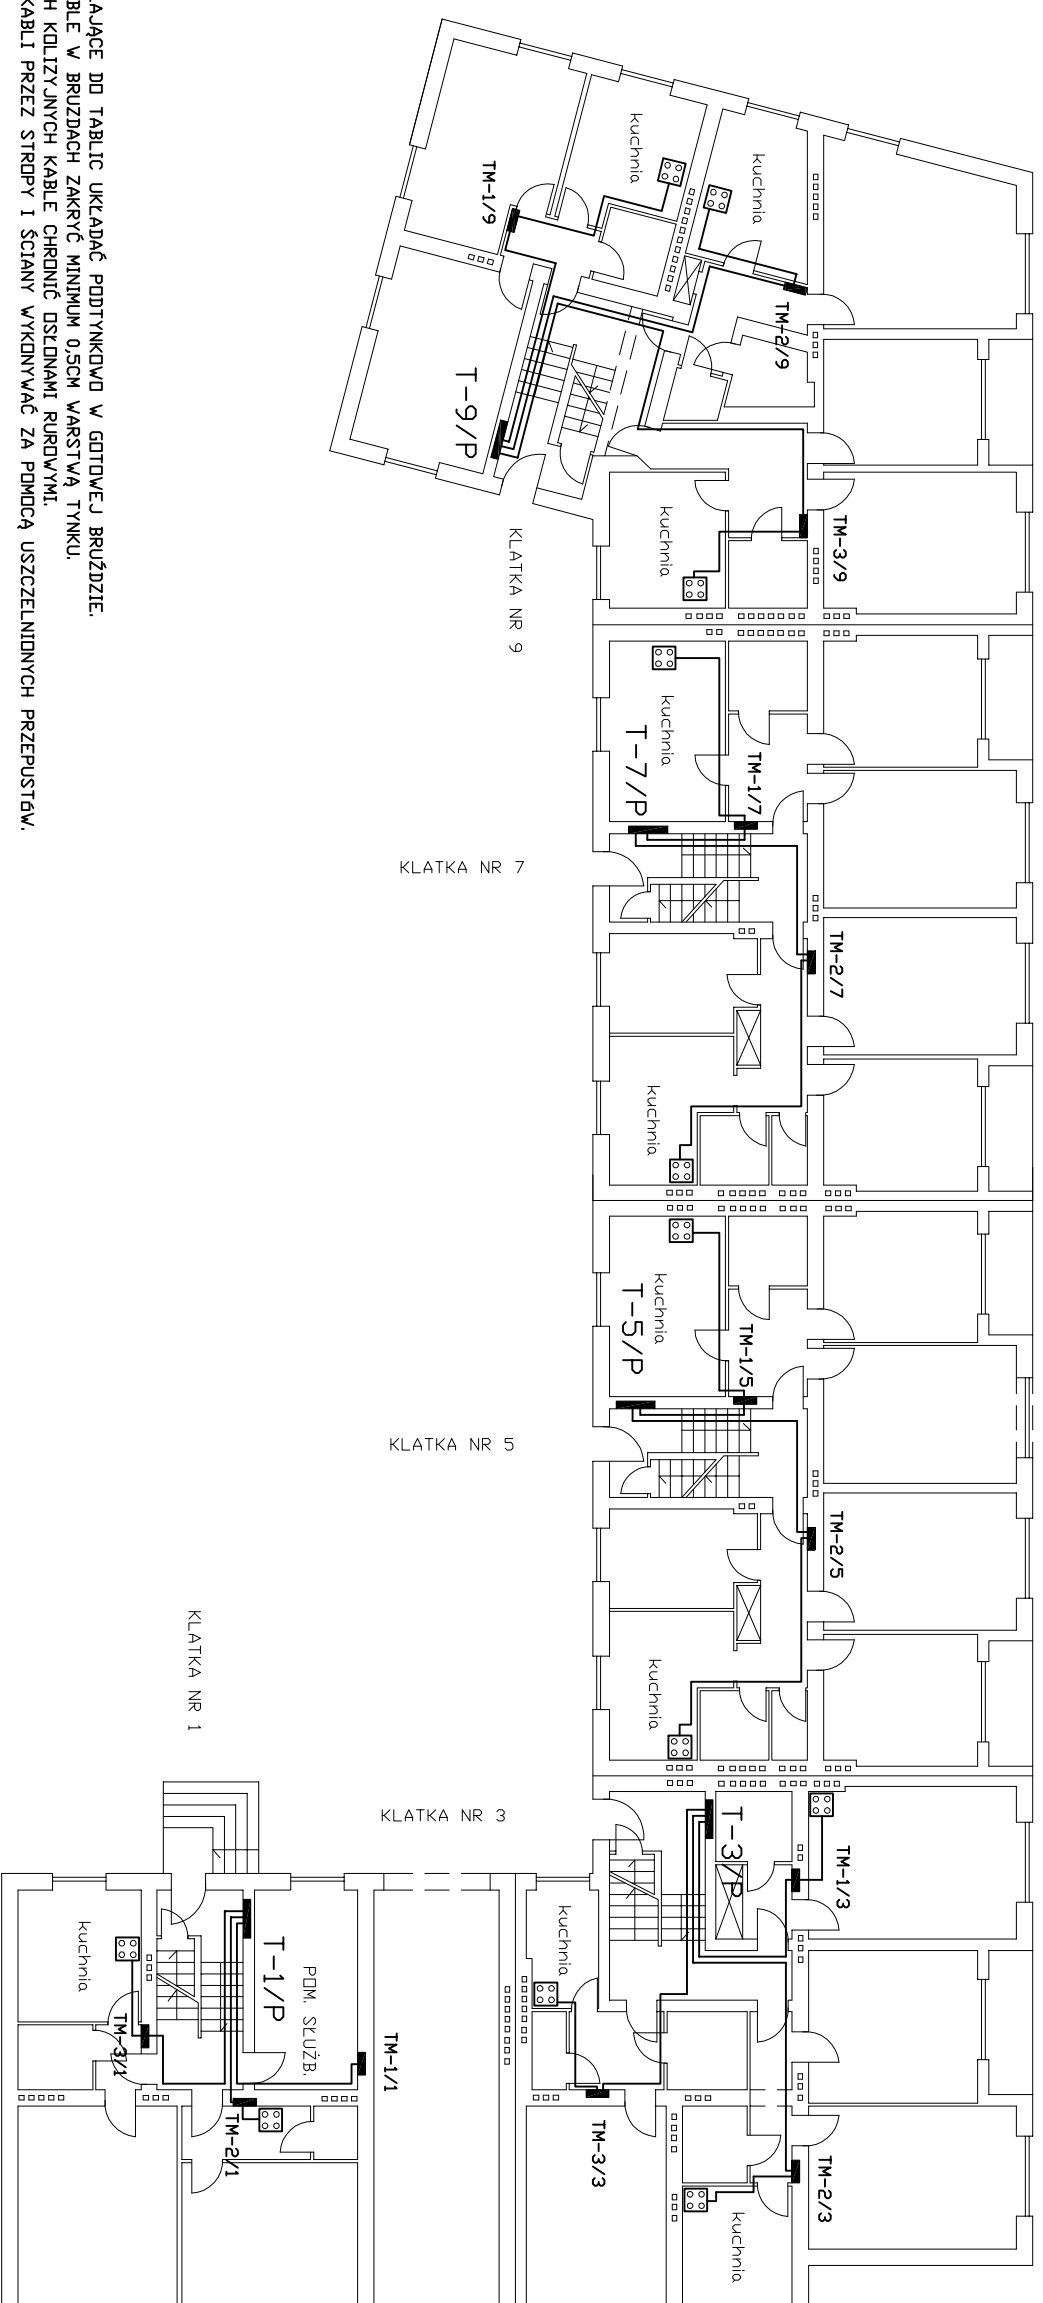 AJĄCE DO TABLIC UKŁADAĆ PODTYNKOWO W GOTOWEJ BRUŹDZIE.
BLE W BRUZDACH ZAKRYĆ MINIMUM 0,5CM WARSTWĄ TYNKU.
H KOLIZYJNYCH KABLE CHRONIĆ OSŁONAMI RUROWYMI.
KABLI PRZEZ STROPY I ŚCIANY WYKONYWAĆ ZA POMOCĄ USZCZELNIONYCH PRZEPUSTÓW.
kuchnia
kuchnia
TM-1/9
TM-2/9
T-9/P
TM-3/9
kuchnia
KLATKA NR 9
kuchnia
T-7/P
TM-1/7
KLATKA NR 7
TM-2/7
kuchnia
kuchnia
T-5/P
TM-1/5
KLATKA NR 5
TM-2/5
kuchnia
KLATKA NR 1
KLATKA NR 3
T-3/P
TM-1/3
kuchnia
TM-3/3
TM-2/3
kuchnia
kuchnia
T-1/P
POM. SŁUŻB.
TM-1/1
TM-3/1
TM-2/1